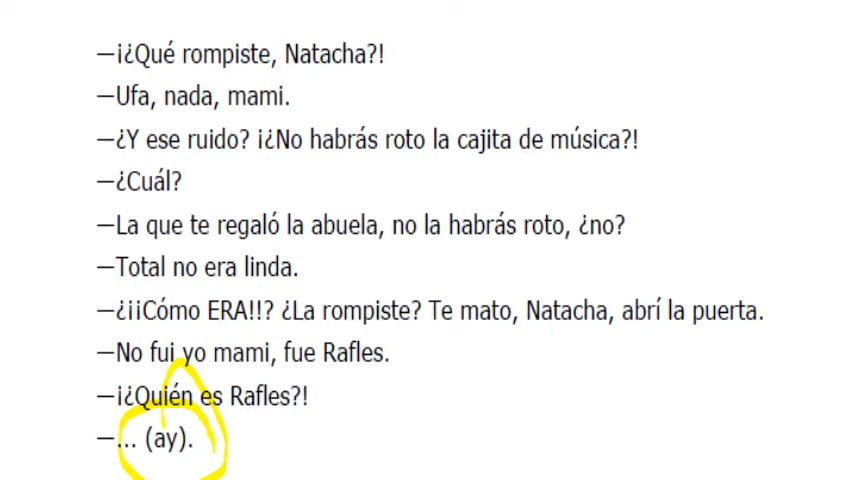 —¡¿Qué rompiste, Natacha?!
—Ufa, nada, mami.
—¿Y ese ruido? ¡¿No habrás roto la cajita de música?!
—¿Cuál?
—La que te regaló la abuela, no la habrás roto, ¿no?
—Total no era linda.
—¿¡¡Cómo ERA!!? ¿La rompiste? Te mato, Natacha, abrí la puerta.
—No fui yo mami, fue Rafles.
—¡¿Quién es Rafles?!
—... (ay).